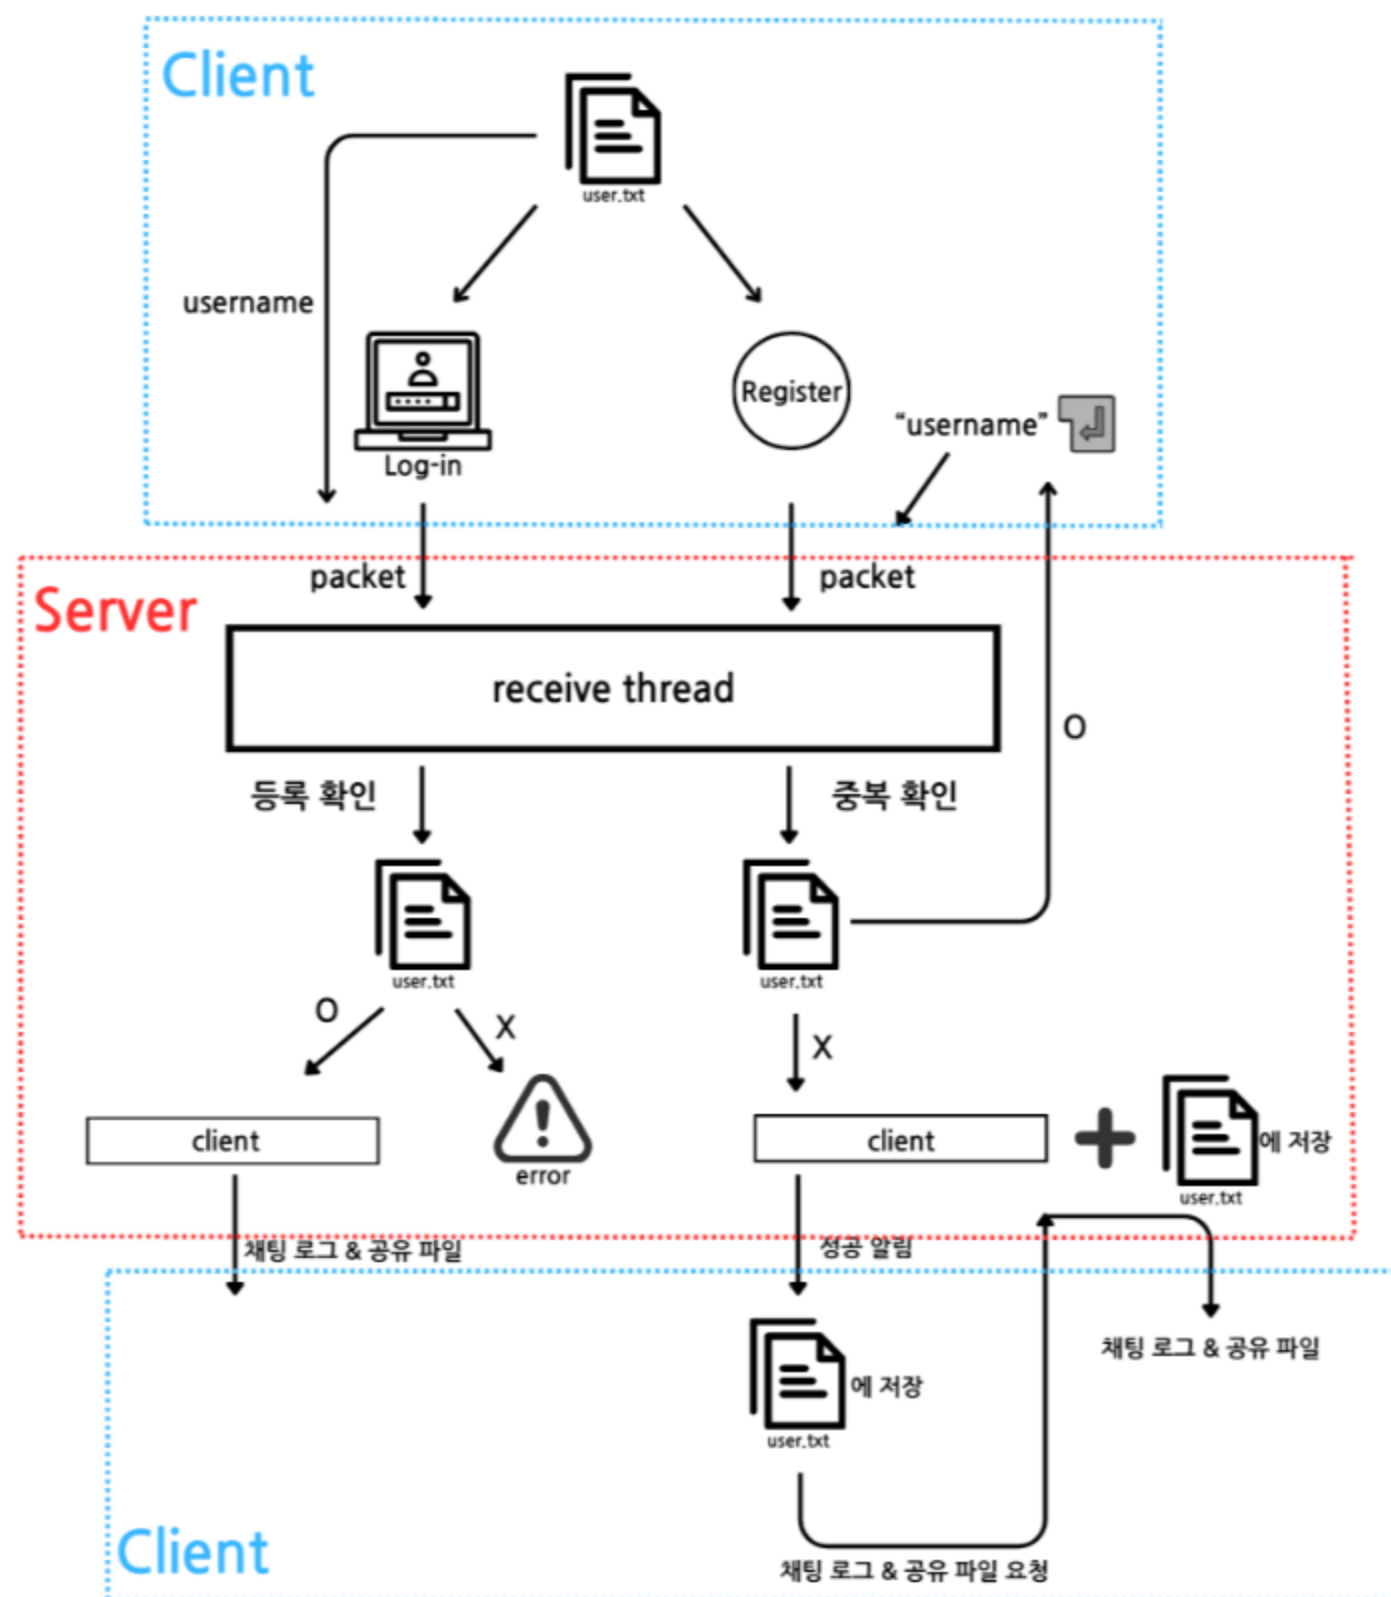 Client
user.txt
username
Register
“username”
Log-in
packet
packet
Server
receive thread
O
등록 확인
중복 확인
user.txt
user.txt
O
X
X
client
error
client
에 저장
user.txt
채팅 로그 & 공유 파일
성공 알림
채팅 로그 & 공유 파일
에 저장
user.txt
Client
채팅 로그 & 공유 파일 요청